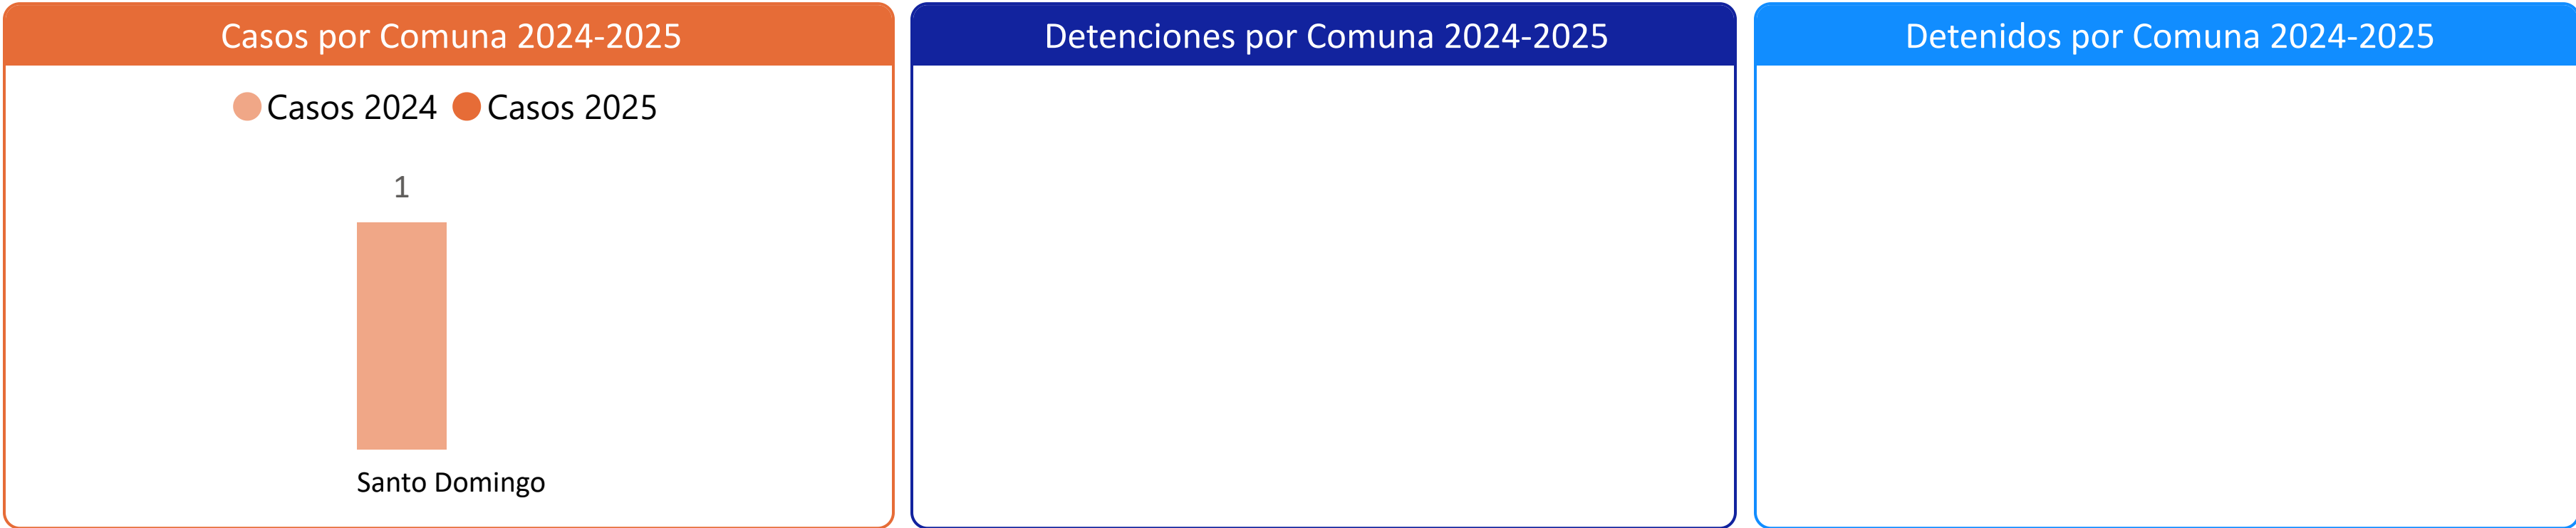 Casos por Comuna 2024-2025
Casos 2024 Casos 2025
1
Santo Domingo
Detenciones por Comuna 2024-2025
Detenidos por Comuna 2024-2025